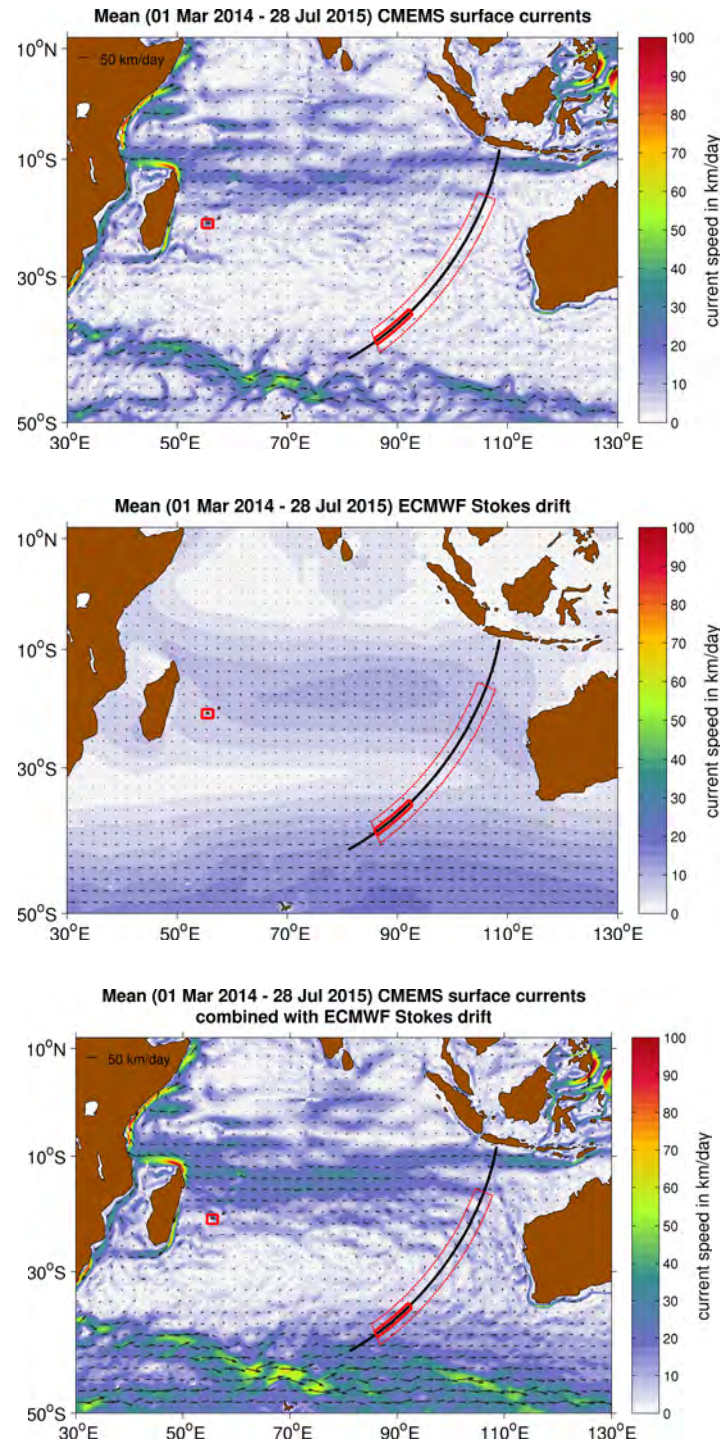 Mean (01 Mar 2014 - 28 Jul 2015) CMEMS surface currents
50 km/day
10°N
10°S
30°S
50°S
30°E 50°E 70°E 90°E 110°E 130°E
100
90
80
70
60
50
40
30
20
10
0
current speed in km/day
Mean (01 Mar 2014 - 28 Jul 2015) ECMWF Stokes drift
10°N
10°S
30°S
50°S
30°E 50°E 70°E 90°E 110°E 130°E
100
90
80
70
60
50
40
30
20
10
0
current speed in km/day
Mean (01 Mar 2014 - 28 Jul 2015) CMEMS surface currents
combined with ECMWF Stokes drift
50 km/day
10°N
10°S
30°S
50°S
30°E 50°E 70°E 90°E 110°E 130°E
100
90
80
70
60
50
40
30
20
10
0
current speed in km/day